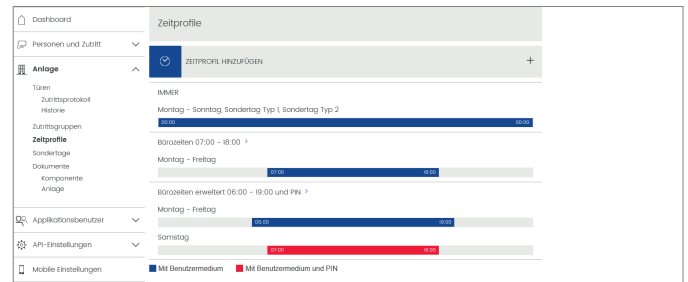 Dashboard
Personen und Zutritt
Anlage
Türen
Zutrittsprotokoll
Historie
Zutrittsgruppen
Zeitprofile
Sondertage
Dokumente
Komponente
Anlage
Applikationsbenutzer
API-Einstellungen
Mobile Einstellungen
Zeitprofile
ZEITPROFIL HINZUFÜGEN +
IMMER
Montag - Sonntag, Sondertag Typ 1, Sondertag Typ 2
00:00 00:00
Bürozeiten 07:00 - 18:00 >
Montag - Freitag
07:00 18:00
Bürozeiten erweitert 06:00 - 19:00 und PIN >
Montag - Freitag
06:00 19:00
Samstag
07:00 18:00
Mit Benutzermedium Mit Benutzermedium und PIN